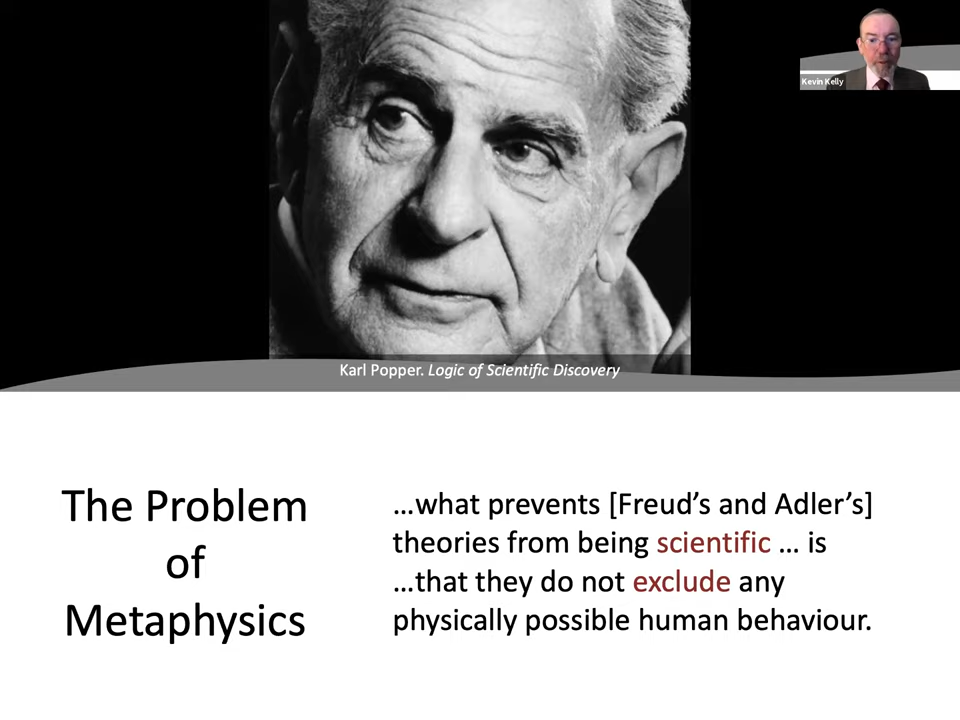 Kevin Kelly
Karl Popper. Logic of Scientific Discovery
The Problem
of
Metaphysics
…what prevents [Freud’s and Adler’s]
theories from being scientific … is
…that they do not exclude any
physically possible human behaviour.